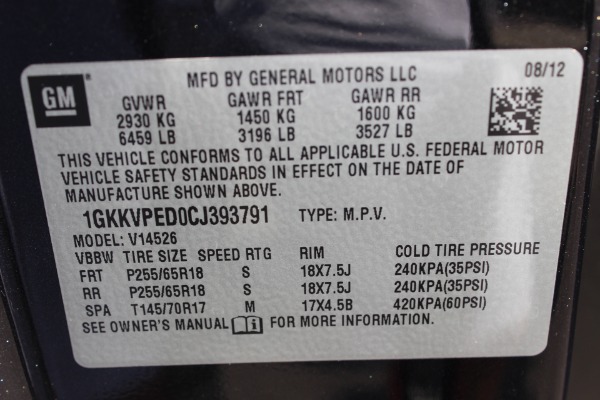 MFD BY GENERAL MOTORS LLC 08/12
GM
GVWR GAWR FRT GAWR RR
2930 KG 1450 KG 1600 KG
6459 LB 3196 LB 3527 LB
THIS VEHICLE CONFORMS TO ALL APPLICABLE U.S. FEDERAL MOTOR
VEHICLE SAFETY STANDARDS IN EFFECT ON THE DATE OF
MANUFACTURE SHOWN ABOVE.
1GKKVPED0CJ393791 TYPE: M.P.V.
MODEL: V14526
VBBW TIRE SIZE SPEED RTG RIM COLD TIRE PRESSURE
FRT P255/65R18 S 18X7.5J 240KPA(35PSI)
RR P255/65R18 S 18X7.5J 240KPA(35PSI)
SPA T145/70R17 M 17X4.5B 420KPA(60PSI)
SEE OWNER'S MANUAL FOR MORE INFORMATION.